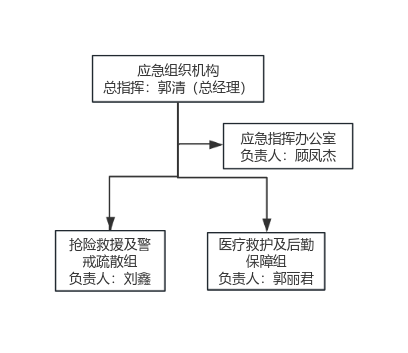 应急组织机构
总指挥：郭清（总经理）
应急指挥办公室
负责人：顾凤杰
抢险救援及警
戒疏散组
负责人：刘鑫
医疗救护及后勤
保障组
负责人：郭丽君